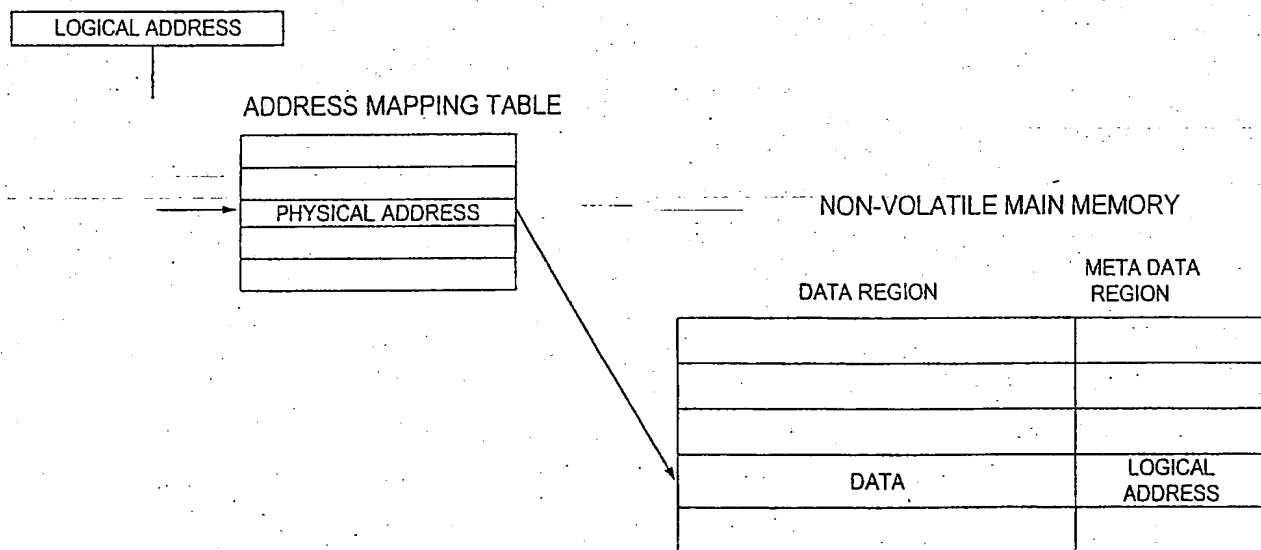 LOGICAL ADDRESS
ADDRESS MAPPING TABLE
PHYSICAL ADDRESS
NON-VOLATILE MAIN MEMORY
DATA REGION
META DATA
REGION
DATA
LOGICAL
ADDRESS